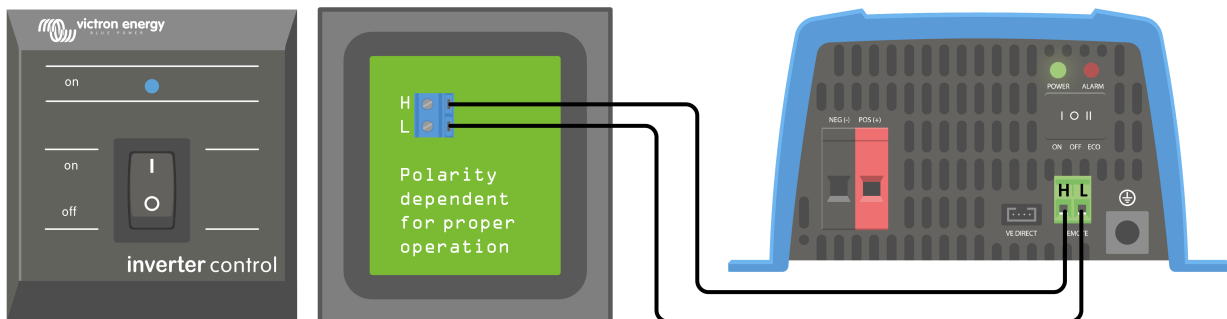 victron energy
BLUE POWER
on
on
off
I
O
inverter control
H
L
Polarity
dependent
for proper
operation
POWER ALARM
I O II
ON OFF ECO
NEG (-) POS (+)
H L
VE DIRECT
REMOTE